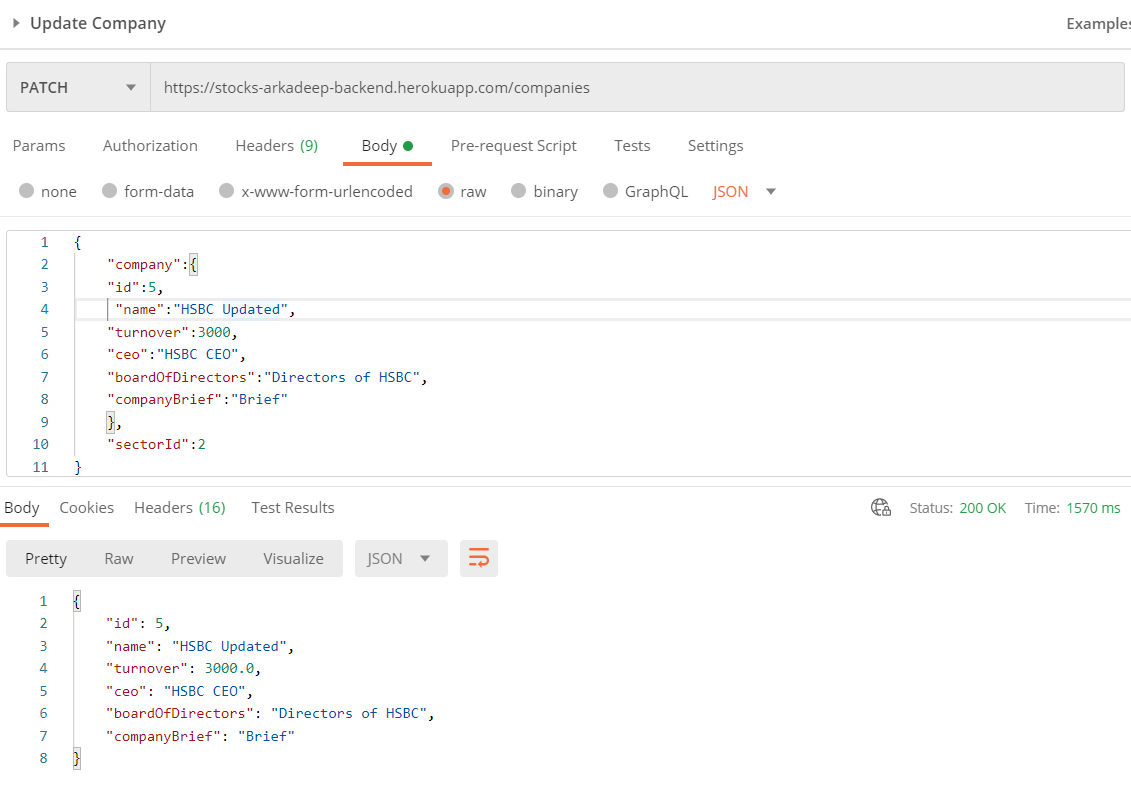 Update Company Examples
PATCH https://stocks-arkadeep-backend.herokuapp.com/companies
Params Authorization Headers (9) Body Pre-request Script Tests Settings
none form-data x-www-form-urlencoded raw binary GraphQL JSON
1 {
2 "company":{
3 "id":5,
4 "name":"HSBC Updated",
5 "turnover":3000,
6 "ceo":"HSBC CEO",
7 "boardOfDirectors":"Directors of HSBC",
8 "companyBrief":"Brief"
9 },
10 "sectorId":2
11 }
Body Cookies Headers (16) Test Results Status: 200 OK Time: 1570 ms
Pretty Raw Preview Visualize JSON
1 {
2 "id": 5,
3 "name": "HSBC Updated",
4 "turnover": 3000.0,
5 "ceo": "HSBC CEO",
6 "boardOfDirectors": "Directors of HSBC",
7 "companyBrief": "Brief"
8 }